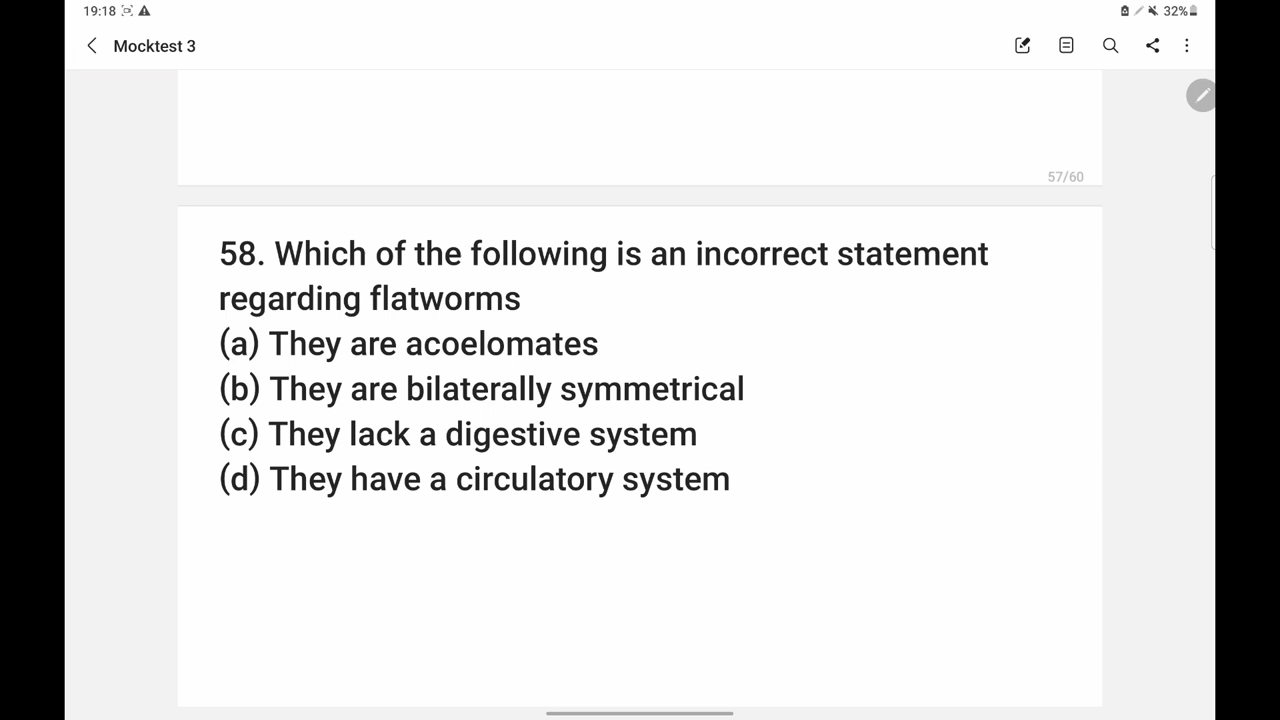 19:18
32%
Mocktest 3
57/60
58. Which of the following is an incorrect statement
regarding flatworms
(a) They are acoelomates
(b) They are bilaterally symmetrical
(c) They lack a digestive system
(d) They have a circulatory system